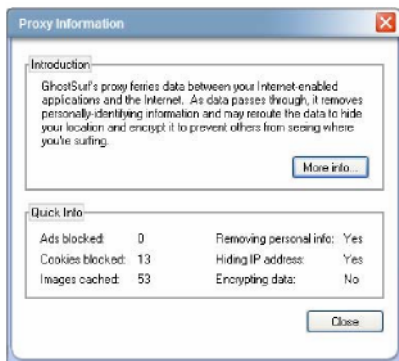 Proxy Information
Introduction
GhostSurf's proxy ferries data between your Internet-enabled
applications and the Internet. As data passes through, it removes
personally-identifying information and may reroute the data to hide
your location and encrypt it to prevent others from seeing where
you're surfing.
More info...
Quick Info
Ads blocked: 0 Removing personal info: Yes
Cookies blocked: 13 Hiding IP address: Yes
Images cached: 53 Encrypting data: No
Close